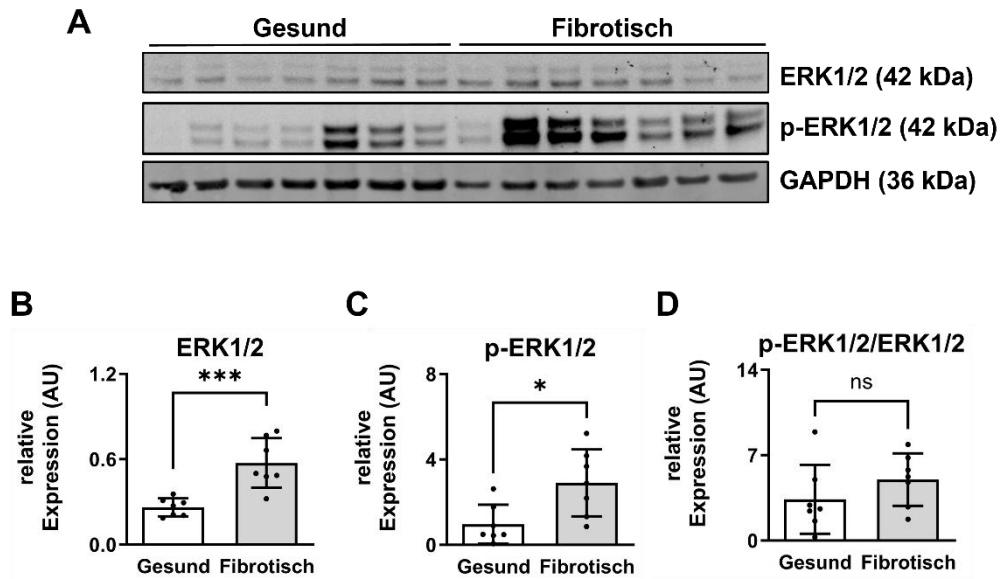 A
Gesund Fibrotisch
ERK1/2 (42 kDa)
p-ERK1/2 (42 kDa)
GAPDH (36 kDa)
B
ERK1/2
relative
Expression (AU)
1.2
0.6
0.0
***
Gesund Fibrotisch
C
p-ERK1/2
relative
Expression (AU)
8
4
0
*
Gesund Fibrotisch
D
p-ERK1/2/ERK1/2
relative
Expression (AU)
14
7
0
ns
Gesund Fibrotisch